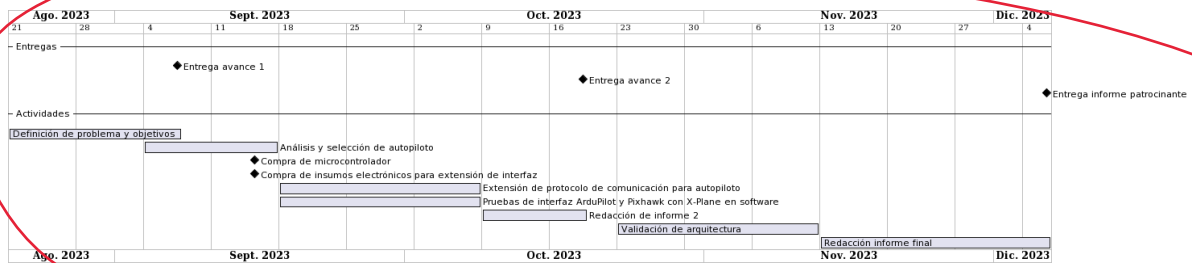 Ago. 2023 Sept. 2023 Oct. 2023 Nov. 2023 Dic. 2023
21 28 4 11 18 25 2 9 16 23 30 6 13 20 27 4
Entregas
Entrega avance 1
Entrega avance 2
Entrega informe patrocinante
Actividades
Definición de problema y objetivos
Análisis y selección de autopiloto
Compra de microcontrolador
Compra de insumos electrónicos para extensión de interfaz
Extensión de protocolo de comunicación para autopiloto
Pruebas de interfaz ArduPilot y Pixhawk con X-Plane en software
Redacción de informe 2
Validación de arquitectura
Redacción informe final
Ago. 2023 Sept. 2023 Oct. 2023 Nov. 2023 Dic. 2023